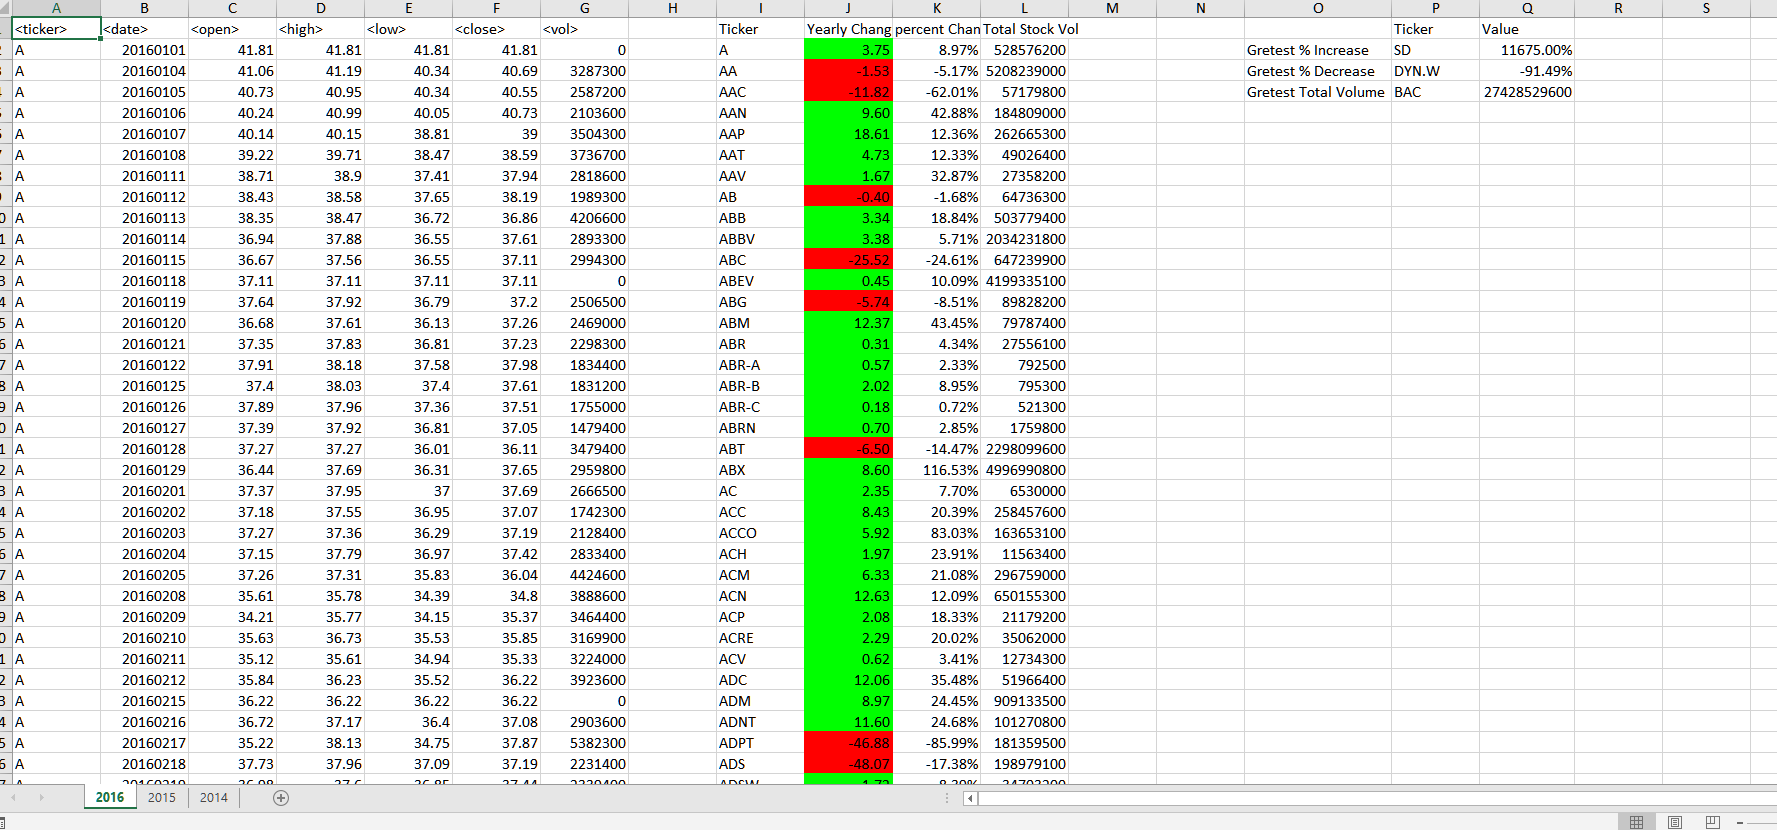 A B C D E F G H I J K L M N O P Q R S
<ticker> <date> <open> <high> <low> <close> <vol> Ticker Yearly Chang percent Chan Total Stock Vol Ticker Value
A 20160101 41.81 41.81 41.81 41.81 0 A 3.75 8.97% 528576200 Gretest % Increase SD 11675.00%
A 20160104 41.06 41.19 40.34 40.69 3287300 AA -1.53 -5.17% 5208239000 Gretest % Decrease DYN.W -91.49%
A 20160105 40.73 40.95 40.34 40.55 2587200 AAC -11.82 -62.01% 57179800 Gretest Total Volume BAC 27428529600
A 20160106 40.24 40.99 40.05 40.73 2103600 AAN 9.60 42.88% 184809000
A 20160107 40.14 40.15 38.81 39 3504300 AAP 18.61 12.36% 262665300
A 20160108 39.22 39.71 38.47 38.59 3736700 AAT 4.73 12.33% 49026400
A 20160111 38.71 38.9 37.41 37.94 2818600 AAV 1.67 32.87% 27358200
A 20160112 38.43 38.58 37.65 38.19 1989300 AB -0.40 -1.68% 64736300
A 20160113 38.35 38.47 36.72 36.86 4206600 ABB 3.34 18.84% 503779400
A 20160114 36.94 37.88 36.55 37.61 2893300 ABBV 3.38 5.71% 2034231800
A 20160115 36.67 37.56 36.55 37.11 2994300 ABC -25.52 -24.61% 647239900
A 20160118 37.11 37.11 37.11 37.11 0 ABEV 0.45 10.09% 4199335100
A 20160119 37.64 37.92 36.79 37.2 2506500 ABG -5.74 -8.51% 89828200
A 20160120 36.68 37.61 36.13 37.26 2469000 ABM 12.37 43.45% 79787400
A 20160121 37.35 37.83 36.81 37.23 2298300 ABR 0.31 4.34% 27556100
A 20160122 37.91 38.18 37.58 37.98 1834400 ABR-A 0.57 2.33% 792500
A 20160125 37.4 38.03 37.4 37.61 1831200 ABR-B 2.02 8.95% 795300
A 20160126 37.89 37.96 37.36 37.51 1755000 ABR-C 0.18 0.72% 521300
A 20160127 37.39 37.92 36.81 37.05 1479400 ABRN 0.70 2.85% 1759800
A 20160128 37.27 37.27 36.01 36.11 3479400 ABT -6.50 -14.47% 2298099600
A 20160129 36.44 37.69 36.31 37.65 2959800 ABX 8.60 116.53% 4996990800
A 20160201 37.37 37.95 37 37.69 2666500 AC 2.35 7.70% 6530000
A 20160202 37.18 37.55 36.95 37.07 1742300 ACC 8.43 20.39% 258457600
A 20160203 37.27 37.36 36.29 37.19 2128400 ACCO 5.92 83.03% 163653100
A 20160204 37.15 37.79 36.97 37.42 2833400 ACH 1.97 23.91% 11563400
A 20160205 37.26 37.31 35.83 36.04 4424600 ACM 6.33 21.08% 296759000
A 20160208 35.61 35.78 34.39 34.8 3888600 ACN 12.63 12.09% 650155300
A 20160209 34.21 35.77 34.15 35.37 3464400 ACP 2.08 18.33% 21179200
A 20160210 35.63 36.73 35.53 35.85 3169900 ACRE 2.29 20.02% 35062000
A 20160211 35.12 35.61 34.94 35.33 3224000 ACV 0.62 3.41% 12734300
A 20160212 35.84 36.23 35.52 36.22 3923600 ADC 12.06 35.48% 51966400
A 20160215 36.22 36.22 36.22 36.22 0 ADM 8.97 24.45% 909133500
A 20160216 36.72 37.17 36.4 37.08 2903600 ADNT 11.60 24.68% 101270800
A 20160217 35.22 38.13 34.75 37.87 5382300 ADPT -46.88 -85.99% 181359500
A 20160218 37.73 37.96 37.09 37.19 2231400 ADS -48.07 -17.38% 198979100
2016 2015 2014